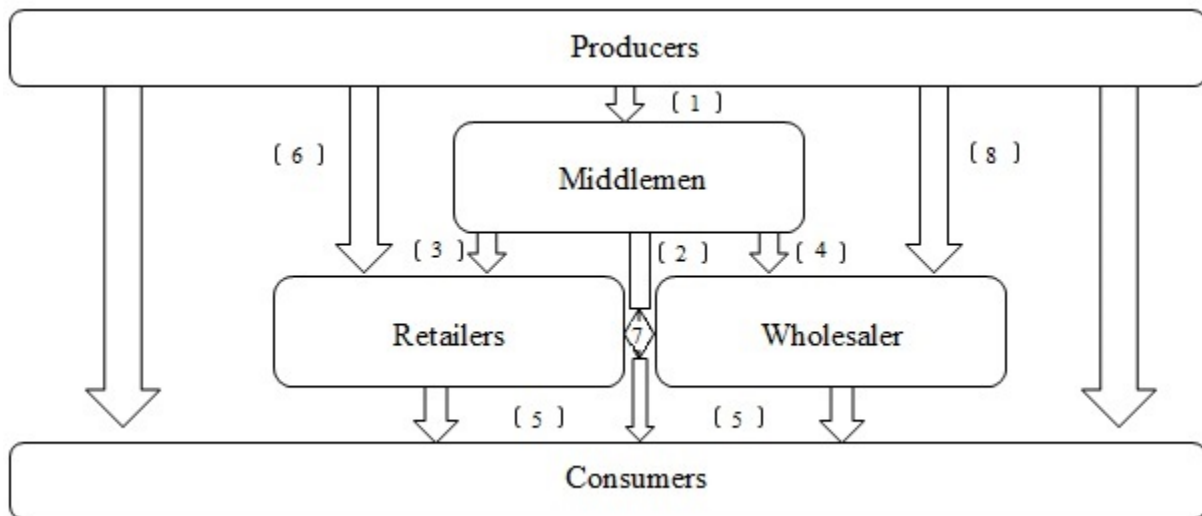 Producers
( 1 )
( 6 )
( 8 )
Middlemen
( 3 )
( 2 )
( 4 )
Retailers
7
Wholesaler
( 5 )
( 5 )
Consumers